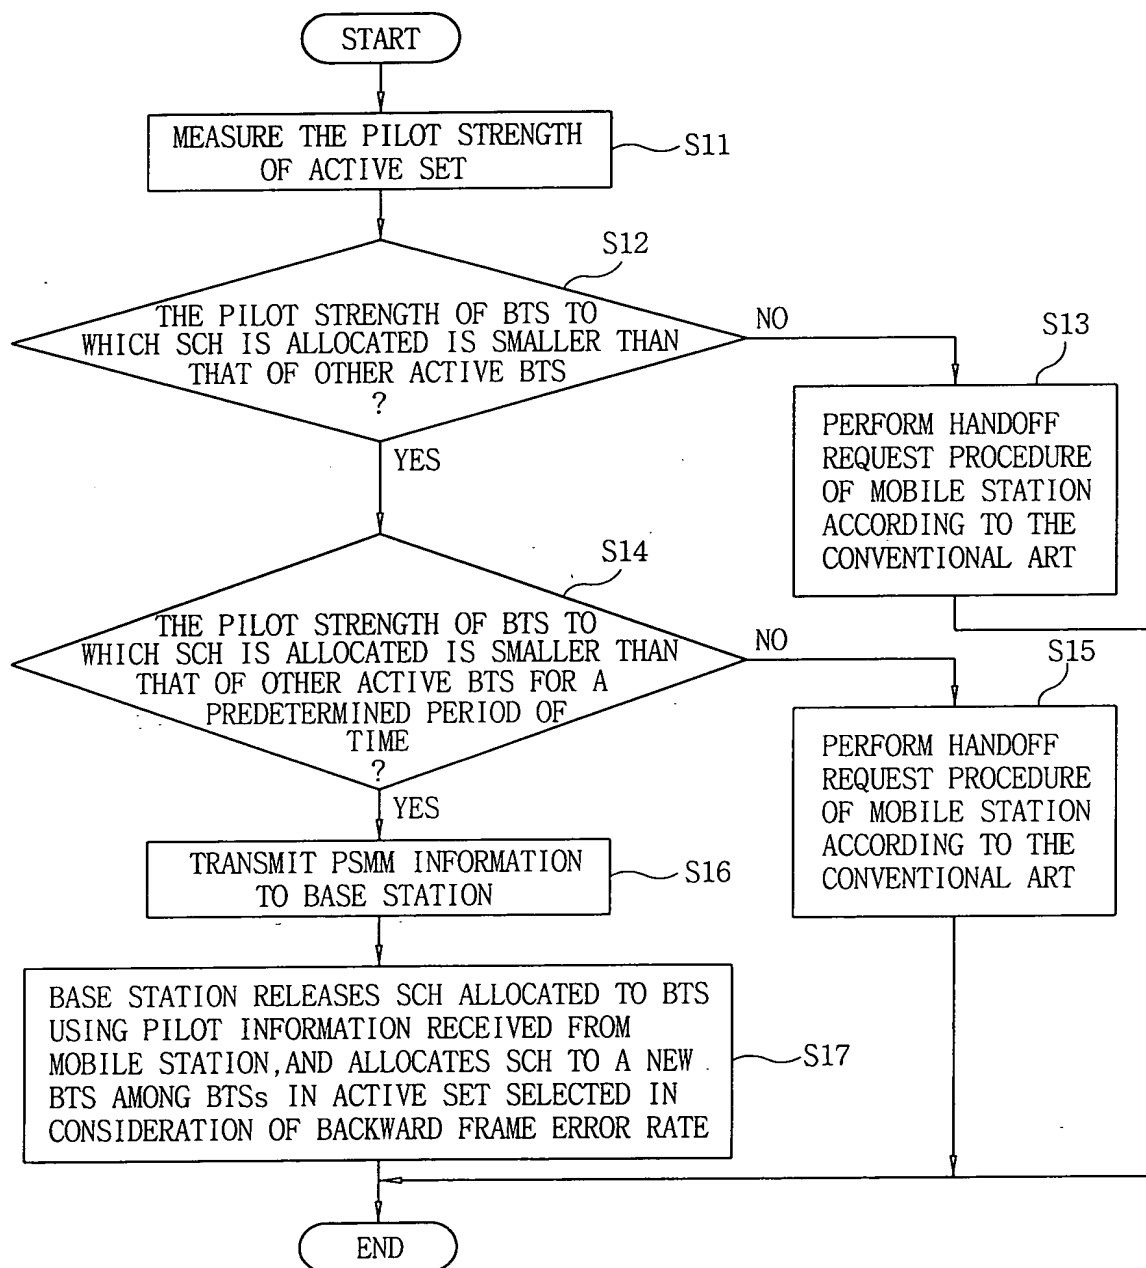 START
MEASURE THE PILOT STRENGTH
OF ACTIVE SET
S11
S12
THE PILOT STRENGTH OF BTS TO
WHICH SCH IS ALLOCATED IS SMALLER THAN
THAT OF OTHER ACTIVE BTS
?
NO
YES
S13
PERFORM HANDOFF
REQUEST PROCEDURE
OF MOBILE STATION
ACCORDING TO THE
CONVENTIONAL ART
S14
THE PILOT STRENGTH OF BTS TO
WHICH SCH IS ALLOCATED IS SMALLER THAN
THAT OF OTHER ACTIVE BTS FOR A
PREDETERMINED PERIOD OF
TIME
?
NO
YES
S15
PERFORM HANDOFF
REQUEST PROCEDURE
OF MOBILE STATION
ACCORDING TO THE
CONVENTIONAL ART
TRANSMIT PSMM INFORMATION
TO BASE STATION
S16
BASE STATION RELEASES SCH ALLOCATED TO BTS
USING PILOT INFORMATION RECEIVED FROM
MOBILE STATION,AND ALLOCATES SCH TO A NEW
BTS AMONG BTSs IN ACTIVE SET SELECTED IN
CONSIDERATION OF BACKWARD FRAME ERROR RATE
S17
END